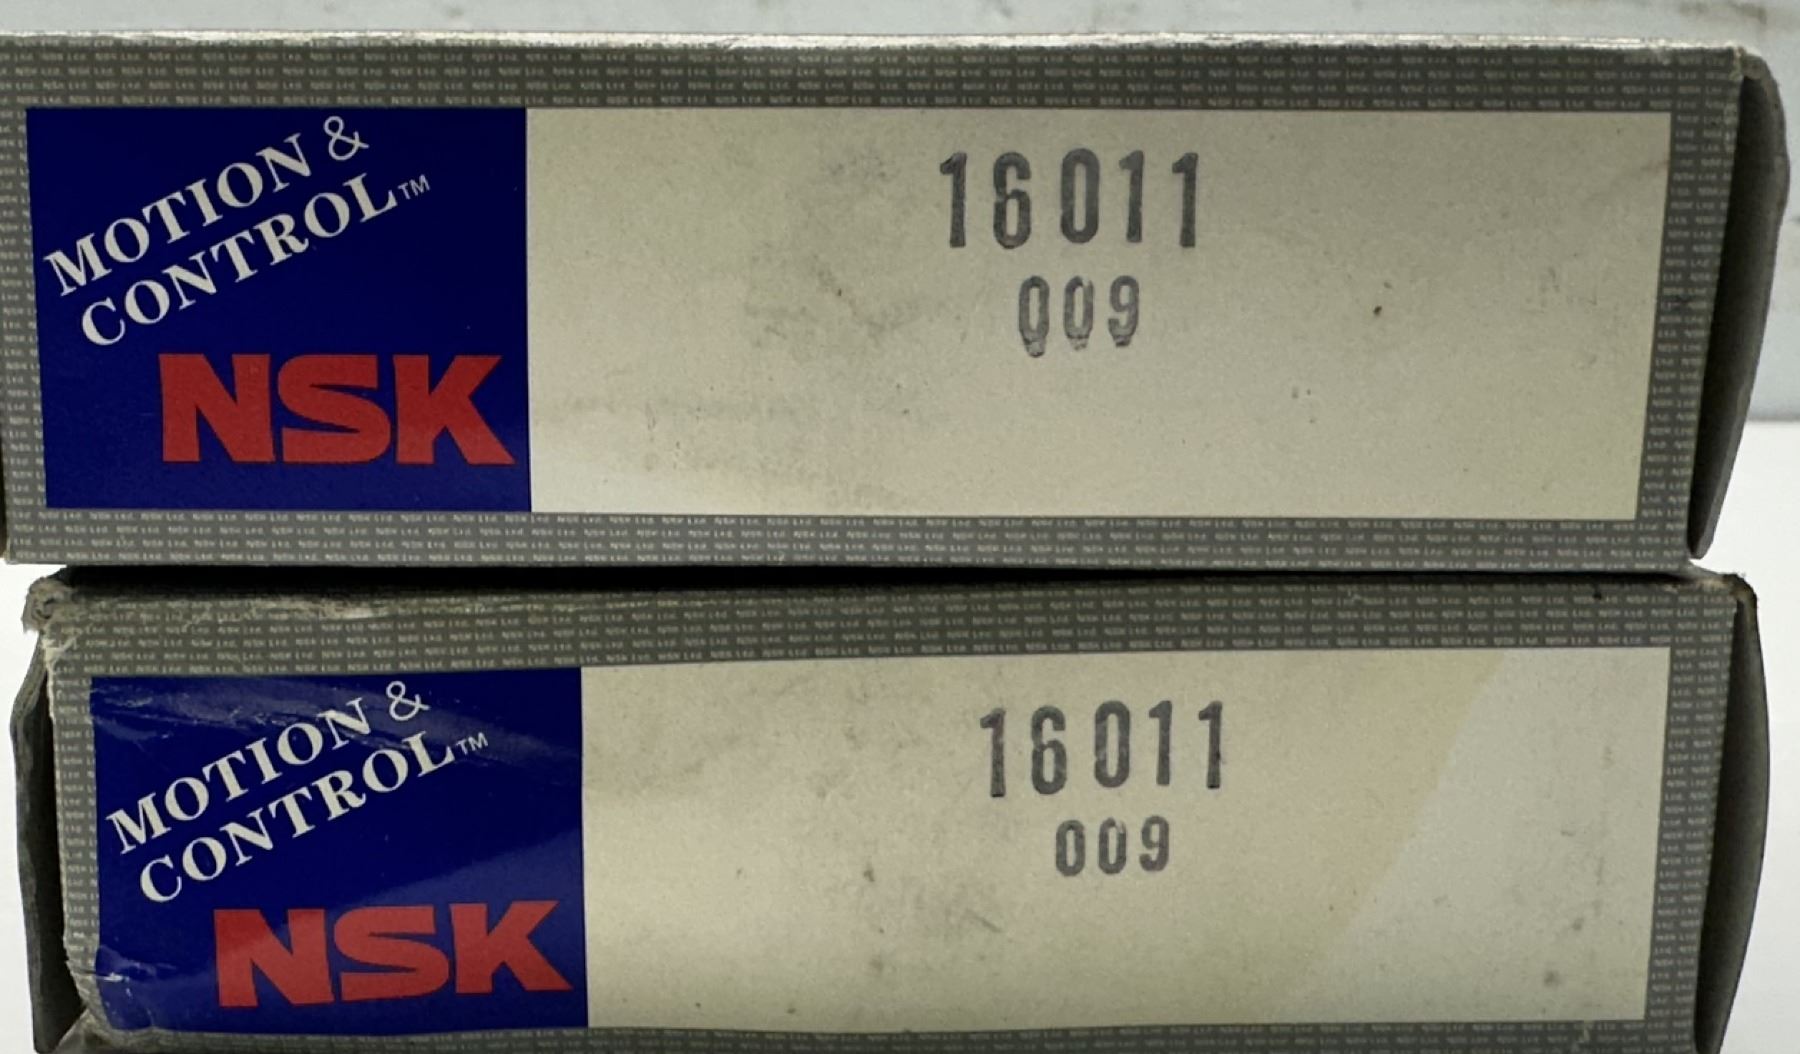 MOTION &
CONTROL™
NSK
16011
009
MOTION &
CONTROL™
NSK
16011
009